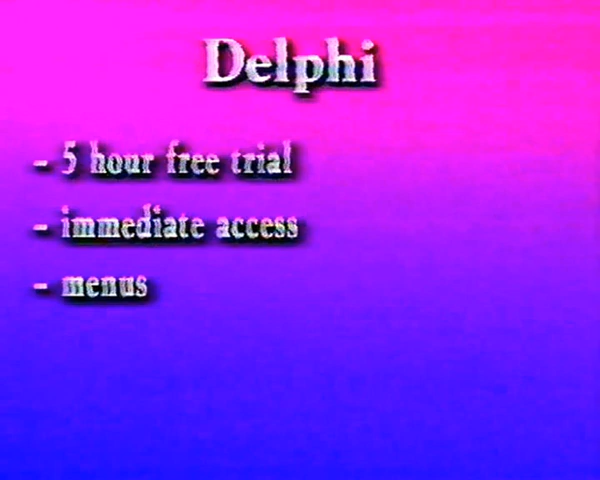 Delphi
- 5 hour free trial
- immediate access
- menus